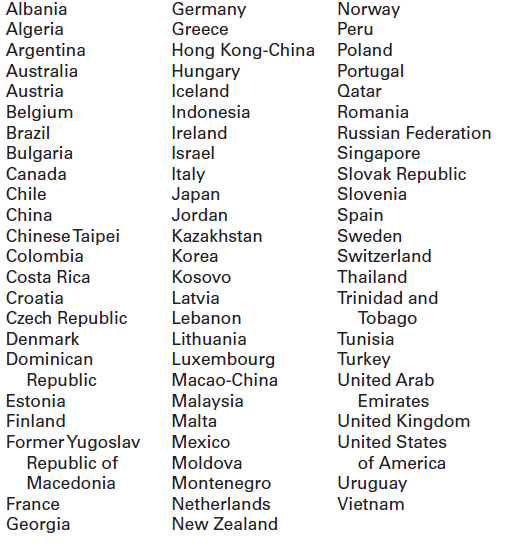 Albania
Algeria
Argentina
Australia
Austria
Belgium
Brazil
Bulgaria
Canada
Chile
China
Chinese Taipei
Colombia
Costa Rica
Croatia
Czech Republic
Denmark
Dominican
Republic
Estonia
Finland
Former Yugoslav
Republic of
Macedonia
France
Georgia
Germany
Greece
Hong Kong-China
Hungary
Iceland
Indonesia
Ireland
Israel
Italy
Japan
Jordan
Kazakhstan
Korea
Kosovo
Latvia
Lebanon
Lithuania
Luxembourg
Macao-China
Malaysia
Malta
Mexico
Moldova
Montenegro
Netherlands
New Zealand
Norway
Peru
Poland
Portugal
Qatar
Romania
Russian Federation
Singapore
Slovak Republic
Slovenia
Spain
Sweden
Switzerland
Thailand
Trinidad and
Tobago
Tunisia
Turkey
United Arab
Emirates
United Kingdom
United States
of America
Uruguay
Vietnam